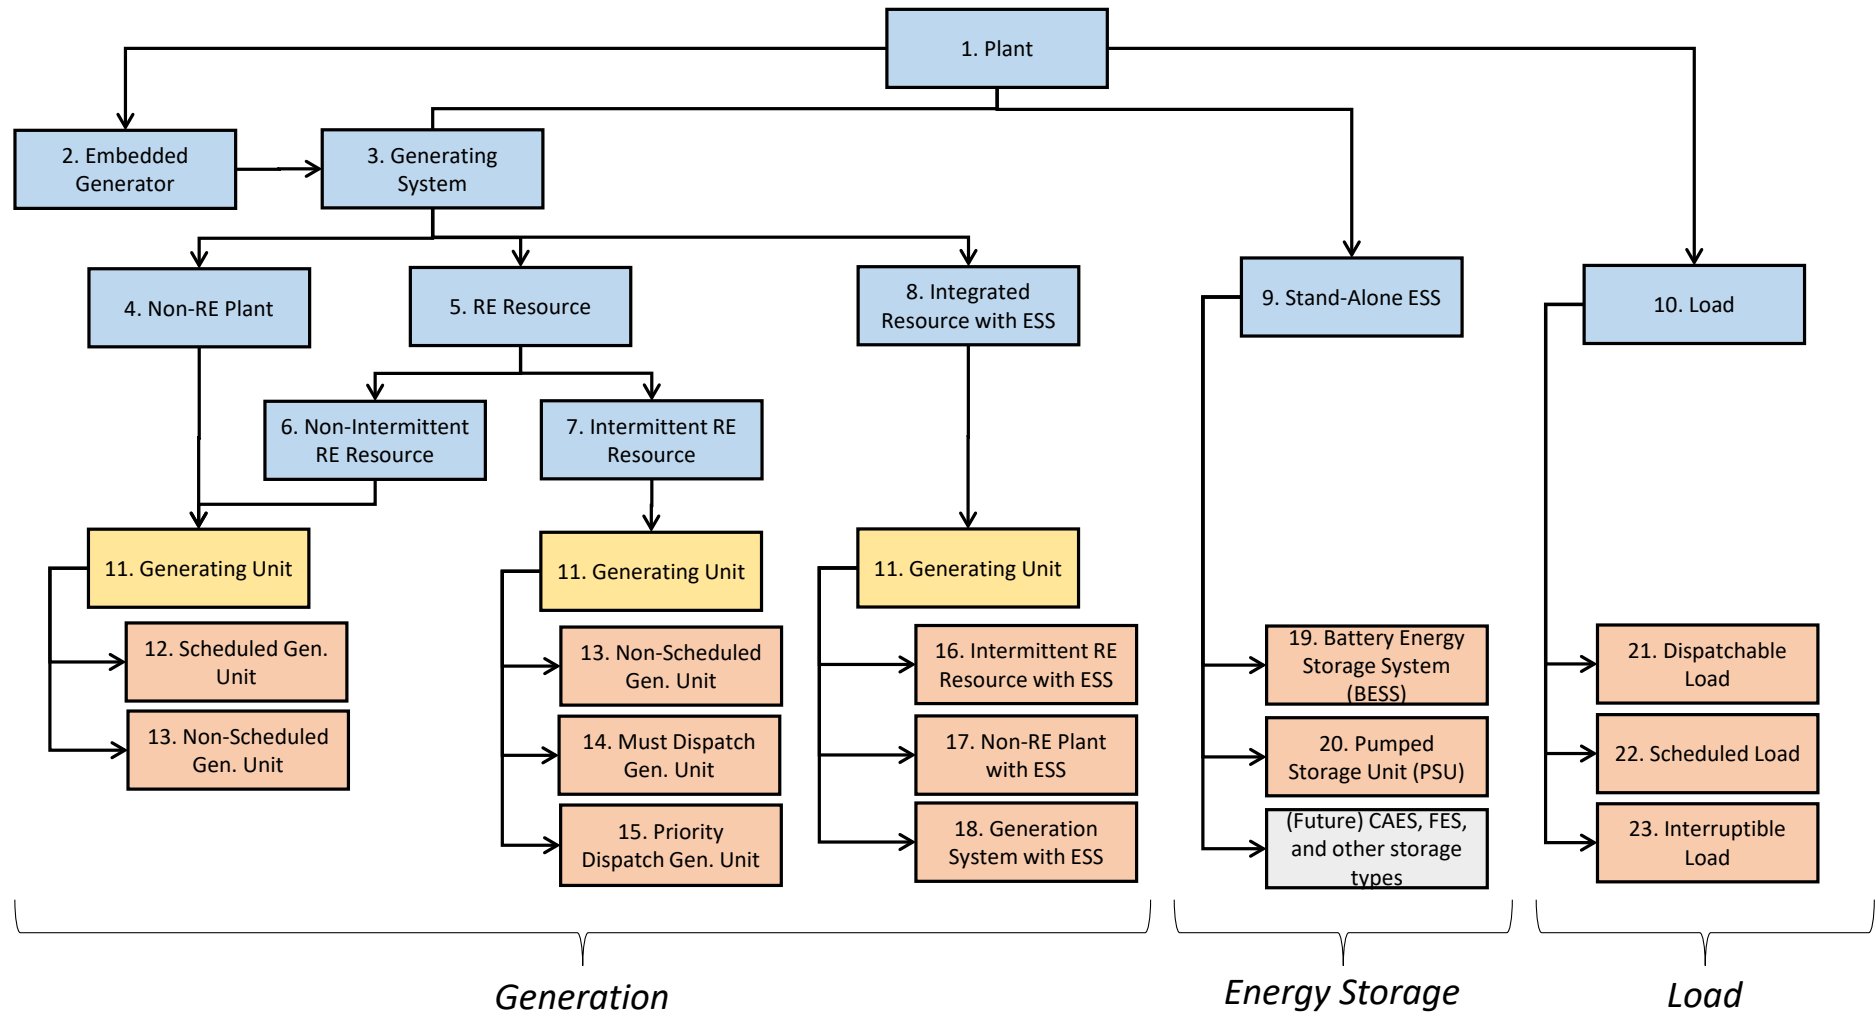 1. Plant
2. Embedded
Generator
3. Generating
System
4. Non-RE Plant
5. RE Resource
8. Integrated
Resource with ESS
9. Stand-Alone ESS
10. Load
6. Non-Intermittent
RE Resource
7. Intermittent RE
Resource
11. Generating Unit
11. Generating Unit
11. Generating Unit
12. Scheduled Gen.
Unit
13. Non-Scheduled
Gen. Unit
13. Non-Scheduled
Gen. Unit
14. Must Dispatch
Gen. Unit
15. Priority
Dispatch Gen. Unit
16. Intermittent RE
Resource with ESS
17. Non-RE Plant
with ESS
18. Generation
System with ESS
19. Battery Energy
Storage System
(BESS)
20. Pumped
Storage Unit (PSU)
(Future) CAES, FES,
and other storage
types
21. Dispatchable
Load
22. Scheduled Load
23. Interruptible
Load
Generation
Energy Storage
Load